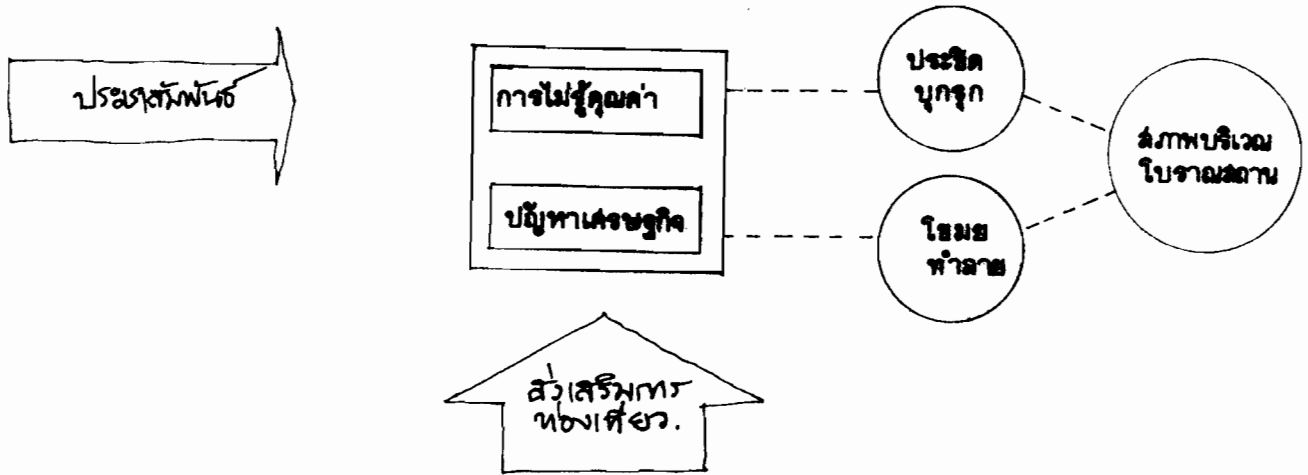 ประชาสัมพันธ์
การไม่รู้คุณค่า
ปัญหาเศรษฐกิจ
ประชิด
บุกรุก
โขมย
ทำลาย
สภาพบริเวณ
โบราณสถาน
ส่งเสริมการ
ท่องเที่ยว.